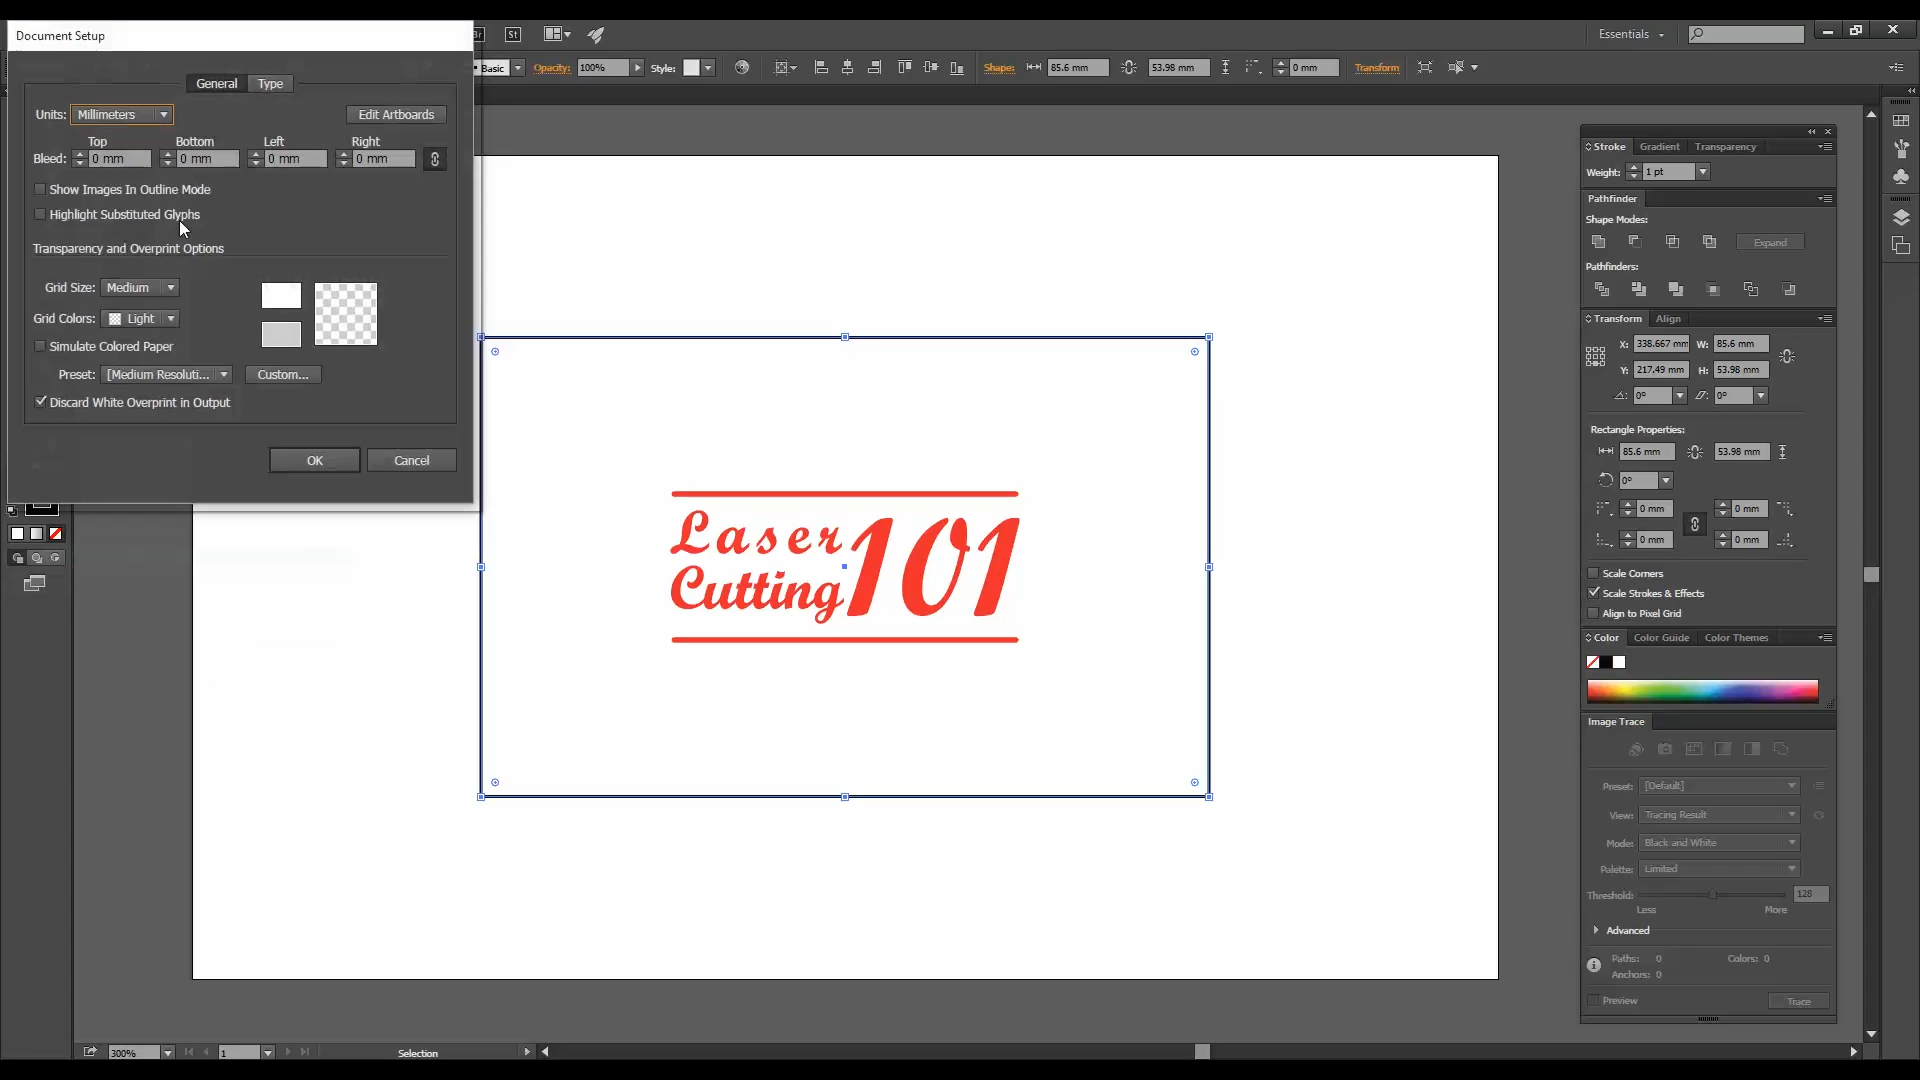 Document Setup
St
Essentials
Basic
Opacity:
100%
Style:
Shape:
85.6 mm
53.98 mm
0 mm
Transform
General
Type
Units:
Millimeters
Edit Artboards
Top
Bottom
Left
Right
Bleed:
0 mm
0 mm
0 mm
0 mm
Show Images In Outline Mode
Highlight Substituted Glyphs
Transparency and Overprint Options
Grid Size:
Medium
Grid Colors:
Light
Simulate Colored Paper
Preset:
[Medium Resoluti...
Custom...
Discard White Overprint in Output
OK
Cancel
Laser
Cutting
101
Stroke
Gradient
Transparency
Weight:
1 pt
Pathfinder
Shape Modes:
Expand
Pathfinders:
Transform
Align
X:
338.667 mm
W:
85.6 mm
Y:
217.49 mm
H:
53.98 mm
0°
0°
Rectangle Properties:
85.6 mm
53.98 mm
0°
0 mm
0 mm
0 mm
0 mm
Scale Corners
Scale Strokes & Effects
Align to Pixel Grid
Color
Color Guide
Color Themes
Image Trace
Preset:
[Default]
View:
Tracing Result
Mode:
Black and White
Palette:
Limited
Threshold:
128
Less
More
Advanced
Paths: 0
Colors: 0
Anchors: 0
Preview
Trace
300%
1
Selection